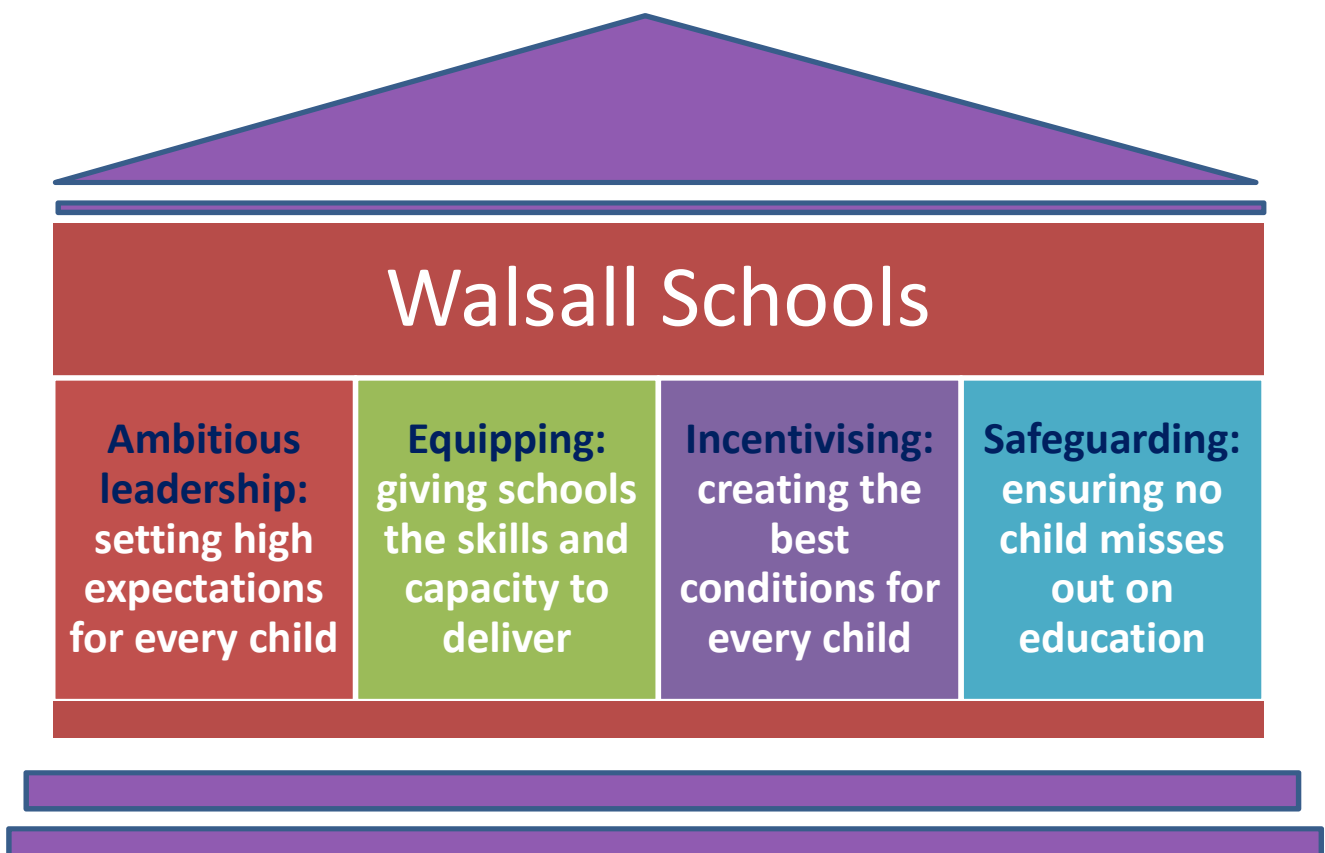 Walsall Schools
Ambitious
leadership:
setting high
expectations
for every child
Equipping:
giving schools
the skills and
capacity to
deliver
Incentivising:
creating the
best
conditions for
every child
Safeguarding:
ensuring no
child misses
out on
education